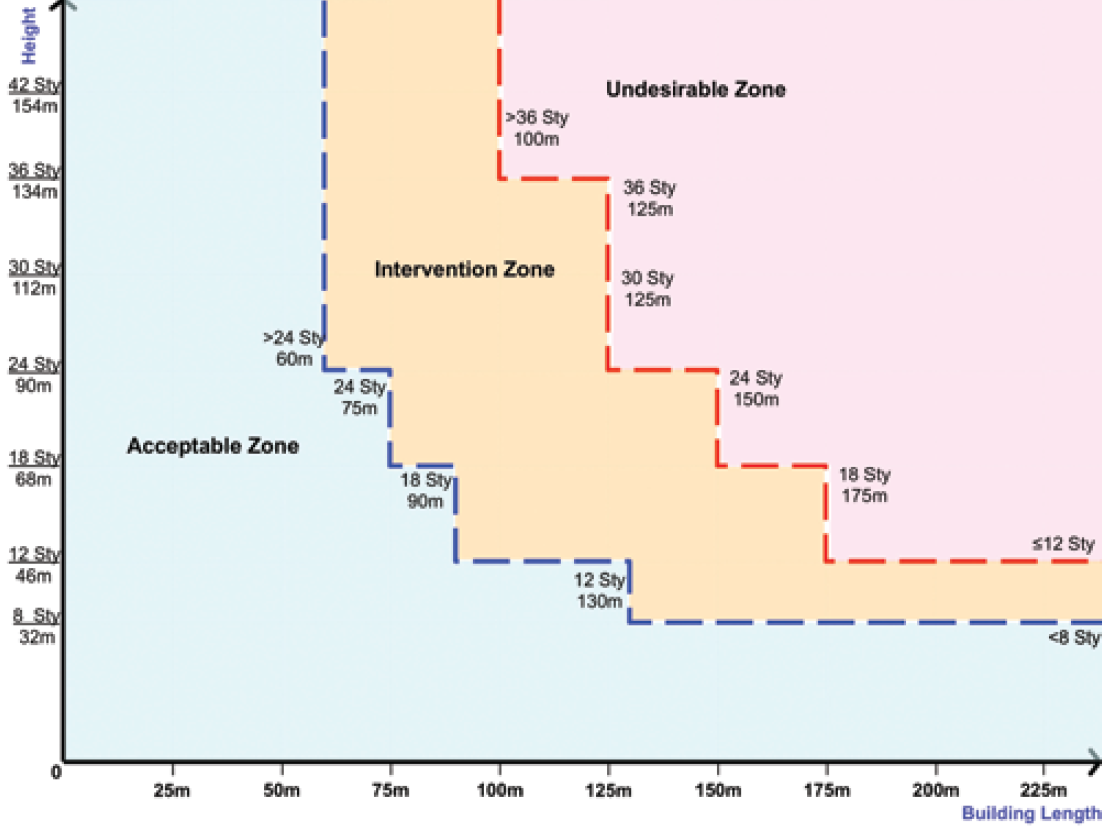 Height
42 Sty
154m
Undesirable Zone
>36 Sty
100m
36 Sty
134m
36 Sty
125m
30 Sty
112m
Intervention Zone
30 Sty
125m
>24 Sty
60m
24 Sty
90m
24 Sty
75m
24 Sty
150m
Acceptable Zone
18 Sty
68m
18 Sty
90m
18 Sty
175m
12 Sty
46m
≤12 Sty
12 Sty
130m
8 Sty
32m
<8 Sty
0
25m 50m 75m 100m 125m 150m 175m 200m 225m
Building Length